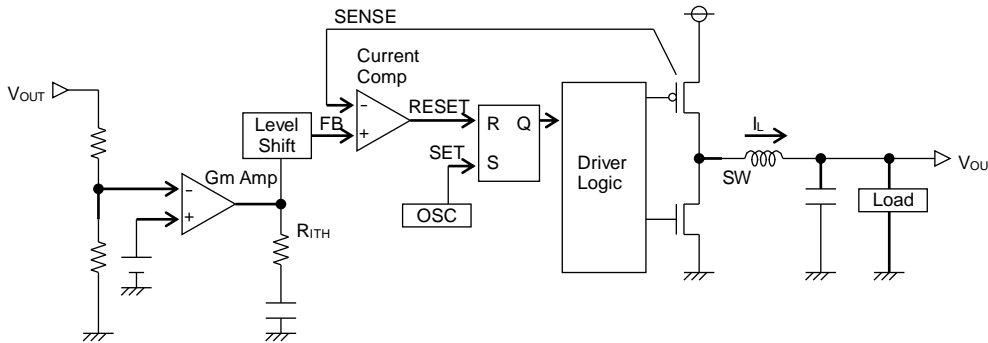 SENSE
Current
Comp
VOUT
−
+
FB
RESET
Level
Shift
R Q
S
SET
OSC
Gm Amp
−
+
RITH
Driver
Logic
IL
SW
VOU
Load